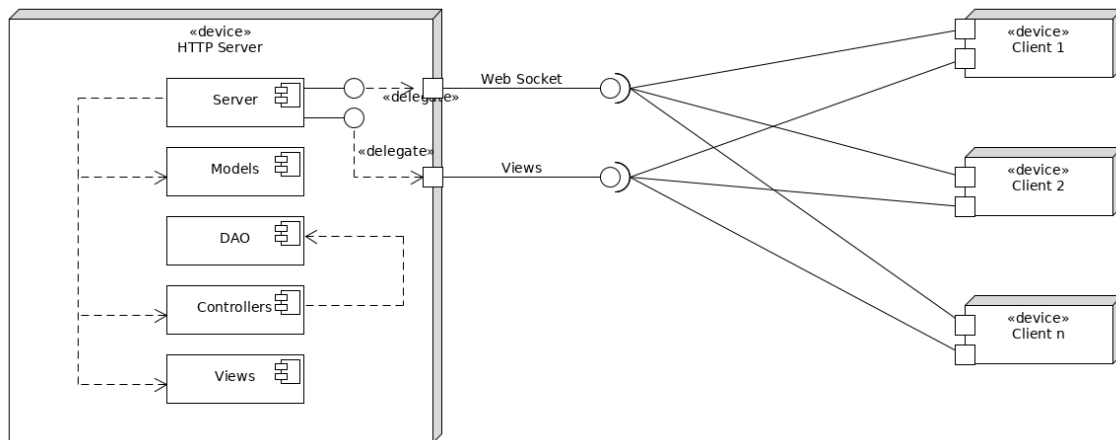 «device»
HTTP Server
Server
«delegate»
Web Socket
«delegate»
Views
Models
DAO
Controllers
Views
«device»
Client 1
«device»
Client 2
«device»
Client n